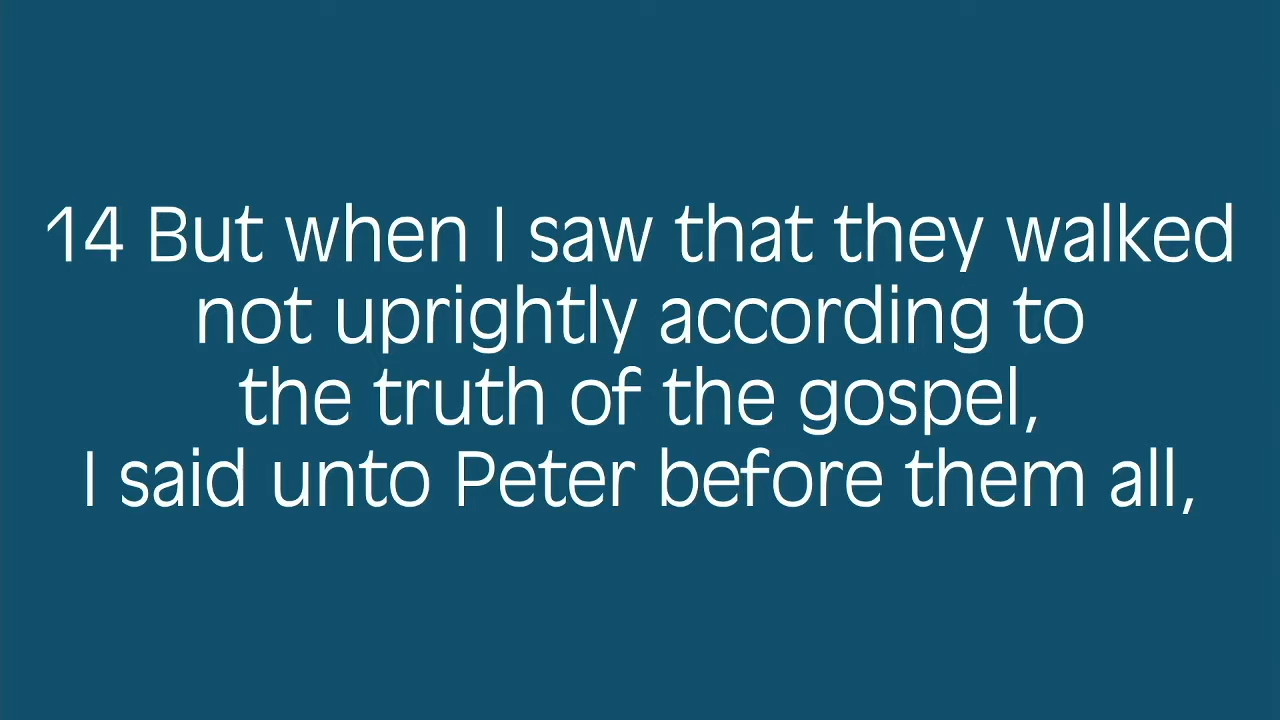 14 But when I saw that they walked
not uprightly according to
the truth of the gospel,
I said unto Peter before them all,